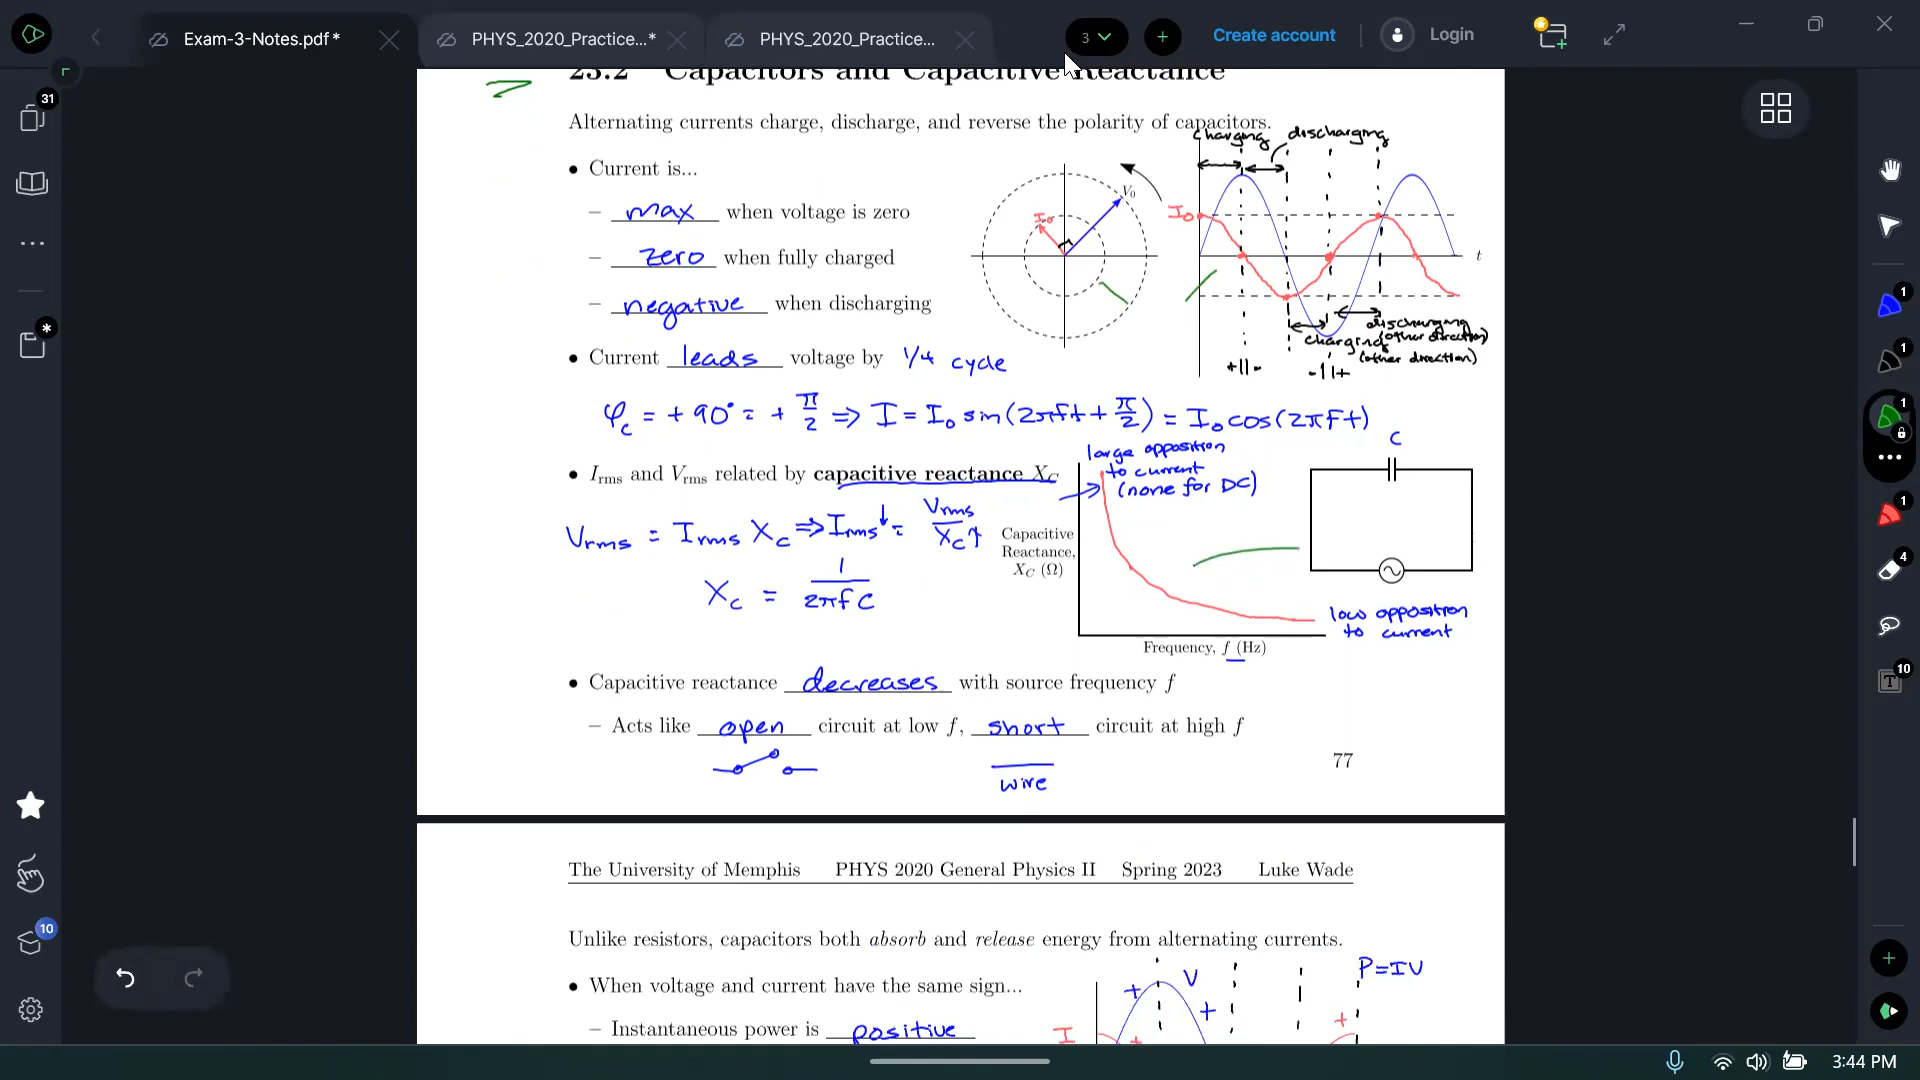 3
Create account
Login
Exam-3-Notes.pdf *
PHYS_2020_Practice... *
PHYS_2020_Practice...
31
23.2 Capacitors and Capacitive Reactance
Alternating currents charge, discharge, and reverse the polarity of capacitors.
charging
discharging
• Current is...
– max when voltage is zero
– zero when fully charged
– negative when discharging
V₀
I₀
I₀
t
discharging
(other direction)
charging
(other direction)
+||-
-||+
• Current leads voltage by 1/4 cycle
φc = +90° = + π/2 ⇒ I = I₀ sin(2πft + π/2) = I₀ cos(2πft)
• Irms and Vrms related by capacitive reactance XC
large opposition
to current
(none for DC)
C
Vrms = Irms Xc ⇒ Irms↓ = Vrms/Xc↑
Xc = 1/2πfC
Capacitive
Reactance,
XC (Ω)
low opposition
to current
Frequency, f (Hz)
• Capacitive reactance decreases with source frequency f
– Acts like open circuit at low f, short circuit at high f
wire
77
The University of Memphis PHYS 2020 General Physics II Spring 2023 Luke Wade
Unlike resistors, capacitors both absorb and release energy from alternating currents.
• When voltage and current have the same sign...
– Instantaneous power is positive
V
P=IV
+
+
+
+
I
10
1
1
1
1
4
10
T
3:44 PM